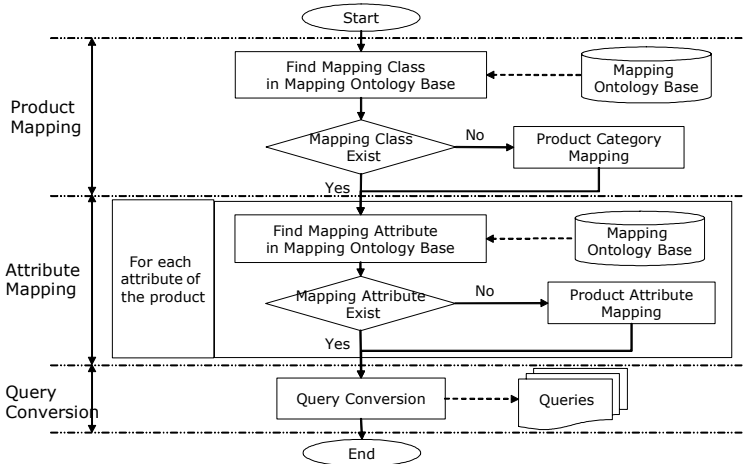 Start
Product
Mapping
Find Mapping Class
in Mapping Ontology Base
Mapping
Ontology Base
Mapping Class
Exist
No
Product Category
Mapping
Yes
Attribute
Mapping
For each
attribute of
the product
Find Mapping Attribute
in Mapping Ontology Base
Mapping
Ontology Base
Mapping Attribute
Exist
No
Product Attribute
Mapping
Yes
Query
Conversion
Query Conversion
Queries
End